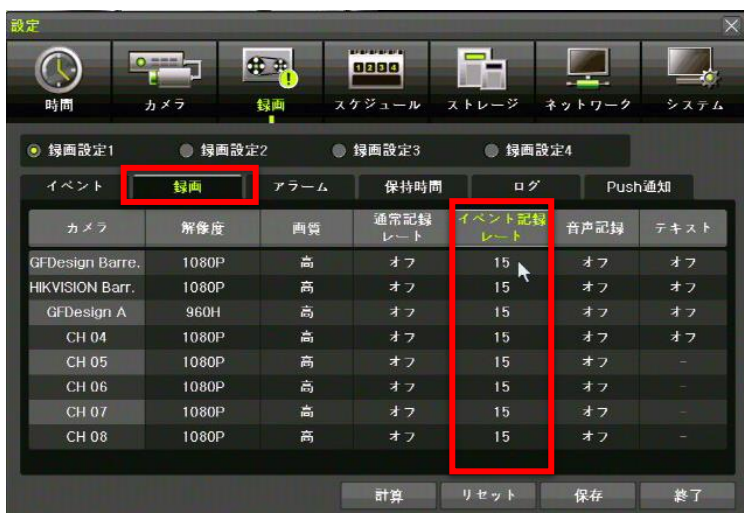 設定
1 2 3 4
時間 カメラ 録画 スケジュール ストレージ ネットワーク システム
録画設定1 録画設定2 録画設定3 録画設定4
イベント 録画 アラーム 保持時間 ログ Push通知
カメラ 解像度 画質 通常記録レート イベント記録レート 音声記録 テキスト
GFDesign Barre. 1080P 高 オフ 15 オフ オフ
HIKVISION Barr. 1080P 高 オフ 15 オフ オフ
GFDesign A 960H 高 オフ 15 オフ オフ
CH 04 1080P 高 オフ 15 オフ オフ
CH 05 1080P 高 オフ 15 オフ -
CH 06 1080P 高 オフ 15 オフ -
CH 07 1080P 高 オフ 15 オフ -
CH 08 1080P 高 オフ 15 オフ -
計算 リセット 保存 終了